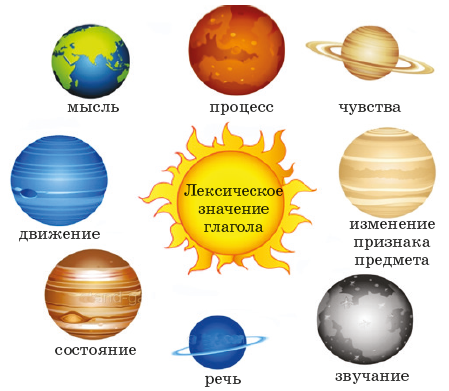 мысль
процесс
чувства
Лексическое
значение
глагола
движение
изменение
признака
предмета
состояние
речь
звучание